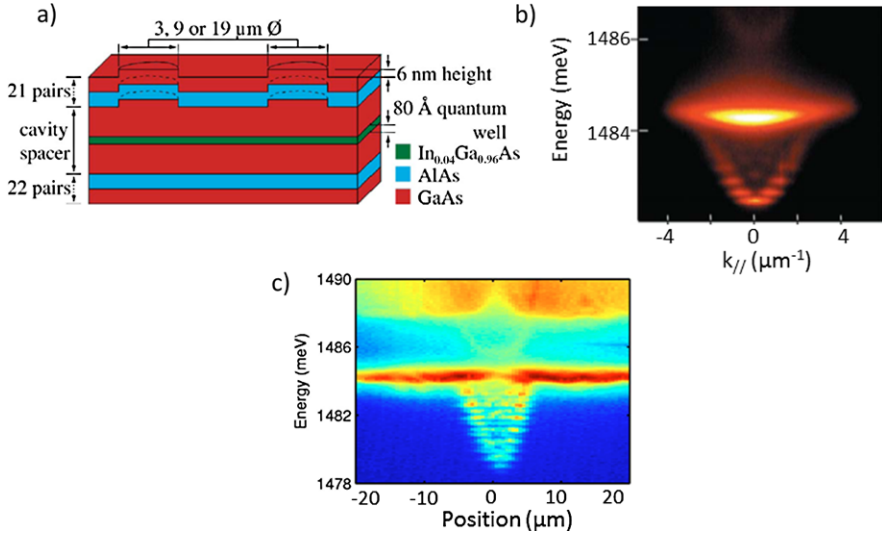 a)
3, 9 or 19 µm Ø
6 nm height
21 pairs
80 Å quantum
well
cavity
spacer
In0.04Ga0.96As
AlAs
GaAs
22 pairs
b)
Energy (meV)
1486
1484
-4
0
4
k// (µm-1)
c)
Energy (meV)
1490
1488
1486
1482
1480
1478
-20
-10
0
10
20
Position (µm)